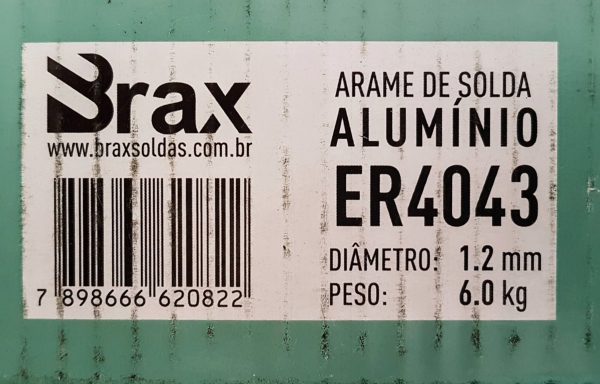 Brax
www.braxsoldas.com.br
7 898666 620822
ARAME DE SOLDA
ALUMÍNIO
ER4043
DIÂMETRO: 1.2 mm
PESO: 6.0 kg